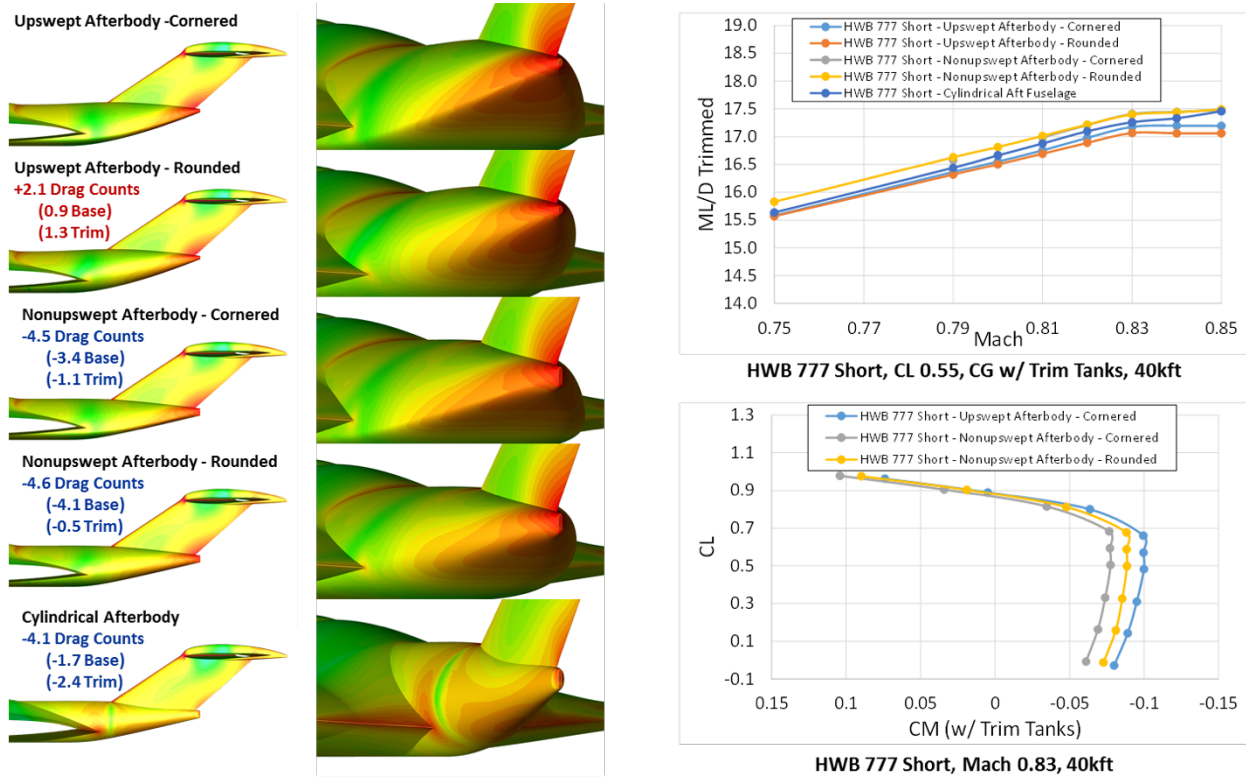 Upswept Afterbody -Cornered
Upswept Afterbody - Rounded
+2.1 Drag Counts
(0.9 Base)
(1.3 Trim)
Nonupswept Afterbody - Cornered
-4.5 Drag Counts
(-3.4 Base)
(-1.1 Trim)
Nonupswept Afterbody - Rounded
-4.6 Drag Counts
(-4.1 Base)
(-0.5 Trim)
Cylindrical Afterbody
-4.1 Drag Counts
(-1.7 Base)
(-2.4 Trim)
HWB 777 Short - Upswept Afterbody - Cornered
HWB 777 Short - Upswept Afterbody - Rounded
HWB 777 Short - Nonupswept Afterbody - Cornered
HWB 777 Short - Nonupswept Afterbody - Rounded
HWB 777 Short - Cylindrical Aft Fuselage
19.0
18.5
18.0
17.5
17.0
16.5
16.0
15.5
15.0
14.5
14.0
ML/D Trimmed
0.75 0.77 0.79 0.81 0.83 0.85
Mach
HWB 777 Short, CL 0.55, CG w/ Trim Tanks, 40kft
HWB 777 Short - Upswept Afterbody - Cornered
HWB 777 Short - Nonupswept Afterbody - Cornered
HWB 777 Short - Nonupswept Afterbody - Rounded
1.3
1.1
0.9
0.7
0.5
0.3
0.1
-0.1
CL
0.15 0.1 0.05 0 -0.05 -0.1 -0.15
CM (w/ Trim Tanks)
HWB 777 Short, Mach 0.83, 40kft